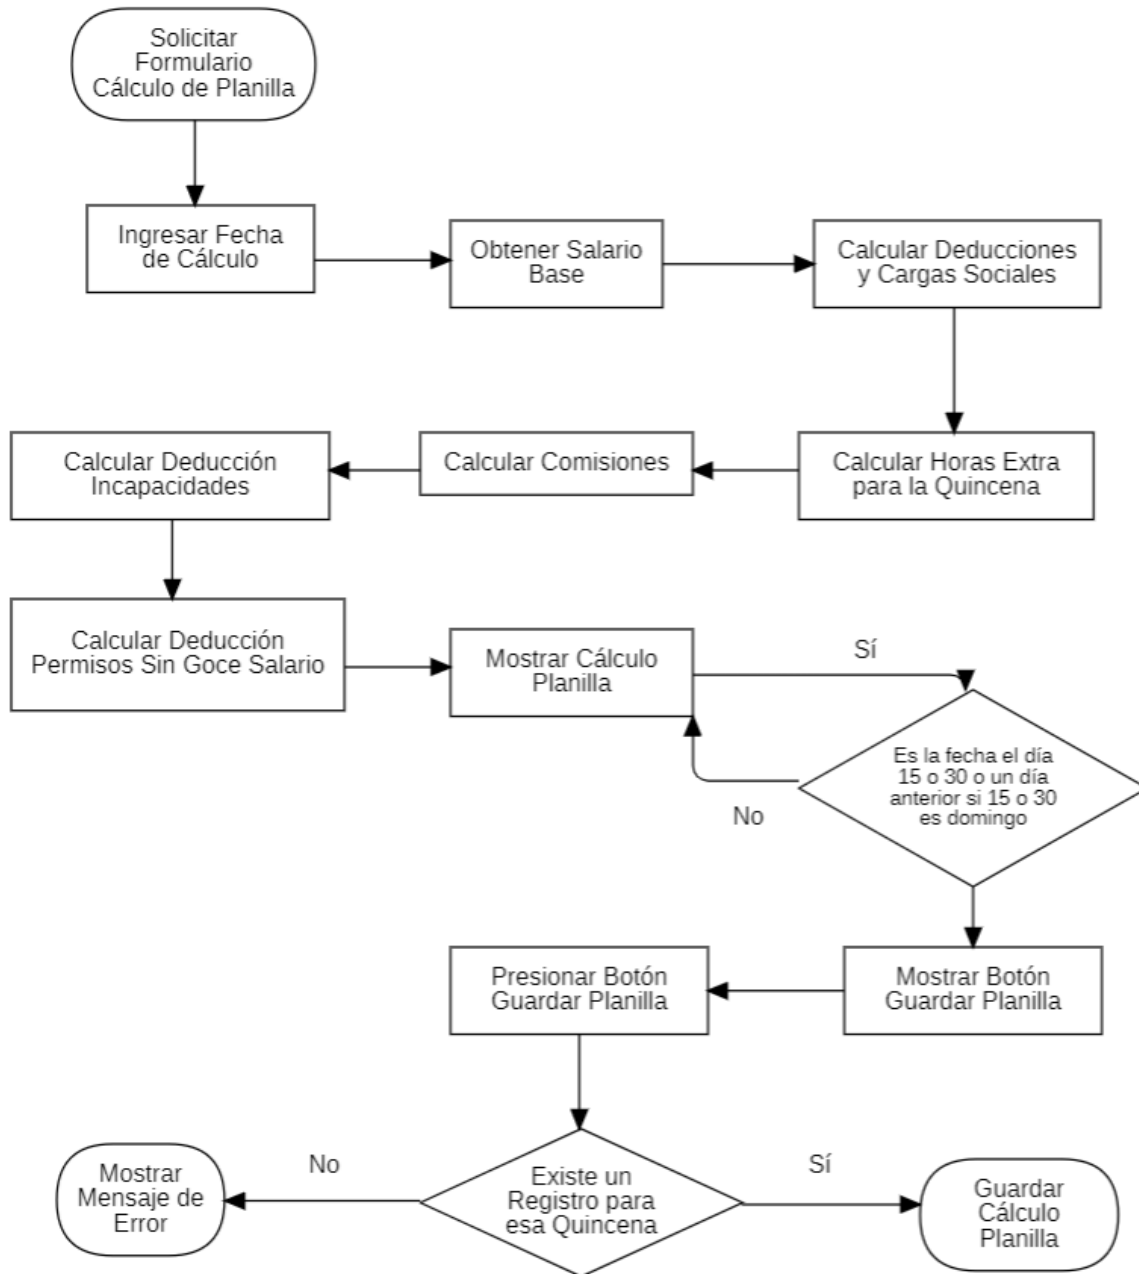 Solicitar
Formulario
Cálculo de Planilla
Ingresar Fecha
de Cálculo
Obtener Salario
Base
Calcular Deducciones
y Cargas Sociales
Calcular Horas Extra
para la Quincena
Calcular Comisiones
Calcular Deducción
Incapacidades
Calcular Deducción
Permisos Sin Goce Salario
Mostrar Cálculo
Planilla
Sí
Es la fecha el día
15 o 30 o un día
anterior si 15 o 30
es domingo
No
Mostrar Botón
Guardar Planilla
Presionar Botón
Guardar Planilla
Existe un
Registro para
esa Quincena
No
Mostrar
Mensaje de
Error
Sí
Guardar
Cálculo
Planilla